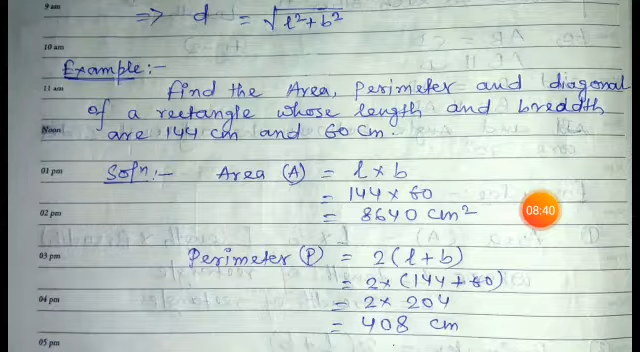 9 am
=> d = √l²+b²
10 am
Example:-
11 am
Find the Area, Perimeter and diagonal
of a rectangle whose length and breadth
Noon
are 144 cm and 60 cm.
01 pm
Solⁿ:- Area (A) = l × b
= 144 × 60
02 pm
= 8640 cm²
08:40
03 pm
Perimeter (P) = 2(l + b)
= 2 × (144 + 60)
04 pm
= 2 × 204
= 408 cm
05 pm